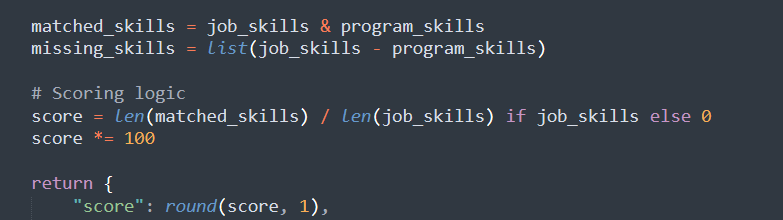 matched_skills = job_skills & program_skills
missing_skills = list(job_skills - program_skills)
# Scoring logic
score = len(matched_skills) / len(job_skills) if job_skills else 0
score *= 100
return {
"score": round(score, 1),